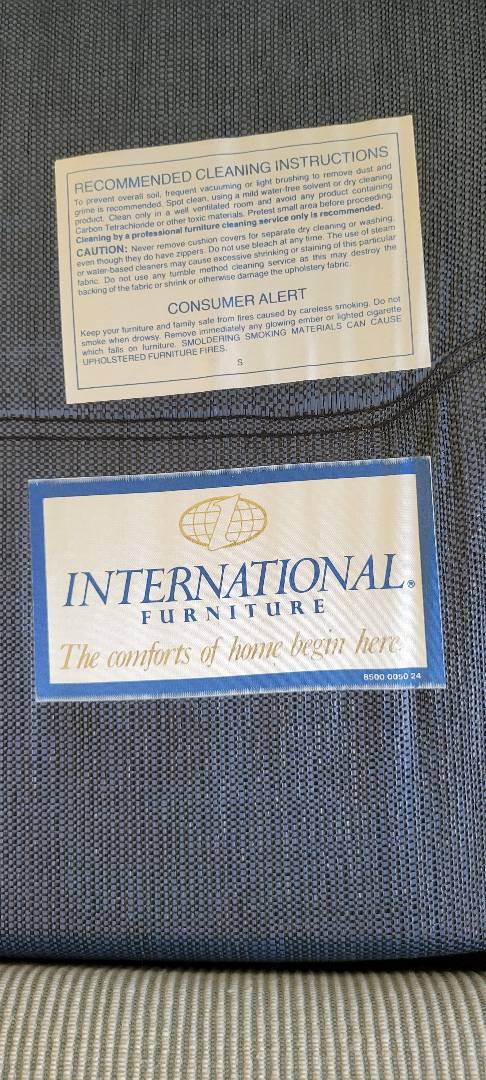 RECOMMENDED CLEANING INSTRUCTIONS
To prevent overall soil, frequent vacuuming or light brushing to remove dust and
grime is recommended. Spot clean, using a mild water-free solvent or dry cleaning
product. Clean only in a well ventilated room and avoid any product containing
Carbon Tetrachloride or other toxic materials. Pretest small area before proceeding.
Cleaning by a professional furniture cleaning service only is recommended.
CAUTION: Never remove cushion covers for separate dry cleaning or washing,
even though they do have zippers. Do not use bleach at any time. The use of steam
or water-based cleaners may cause excessive shrinking or staining of this particular
fabric. Do not use any tumble method cleaning service as this may destroy the
backing of the fabric or shrink or otherwise damage the upholstery fabric.
CONSUMER ALERT
Keep your furniture and family safe from fires caused by careless smoking. Do not
smoke when drowsy. Remove immediately any glowing ember or lighted cigarette
which falls on furniture. SMOLDERING SMOKING MATERIALS CAN CAUSE
UPHOLSTERED FURNITURE FIRES.
S
INTERNATIONAL®
FURNITURE
The comforts of home begin here.
8500 0050 24